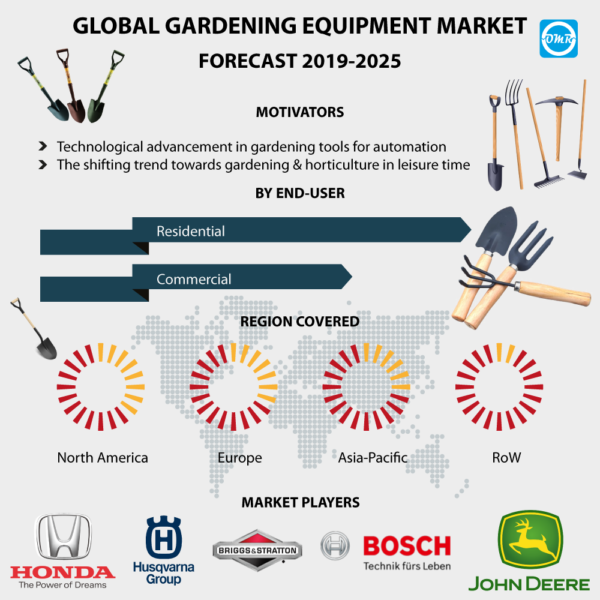 GLOBAL GARDENING EQUIPMENT MARKET
DMR
FORECAST 2019-2025
MOTIVATORS
Technological advancement in gardening tools for automation
The shifting trend towards gardening & horticulture in leisure time
BY END-USER
Residential
Commercial
REGION COVERED
North America
Europe
Asia-Pacific
RoW
MARKET PLAYERS
HONDA
The Power of Dreams
Husqvarna
Group
BRIGGS&STRATTON
BOSCH
Technik fürs Leben
JOHN DEERE